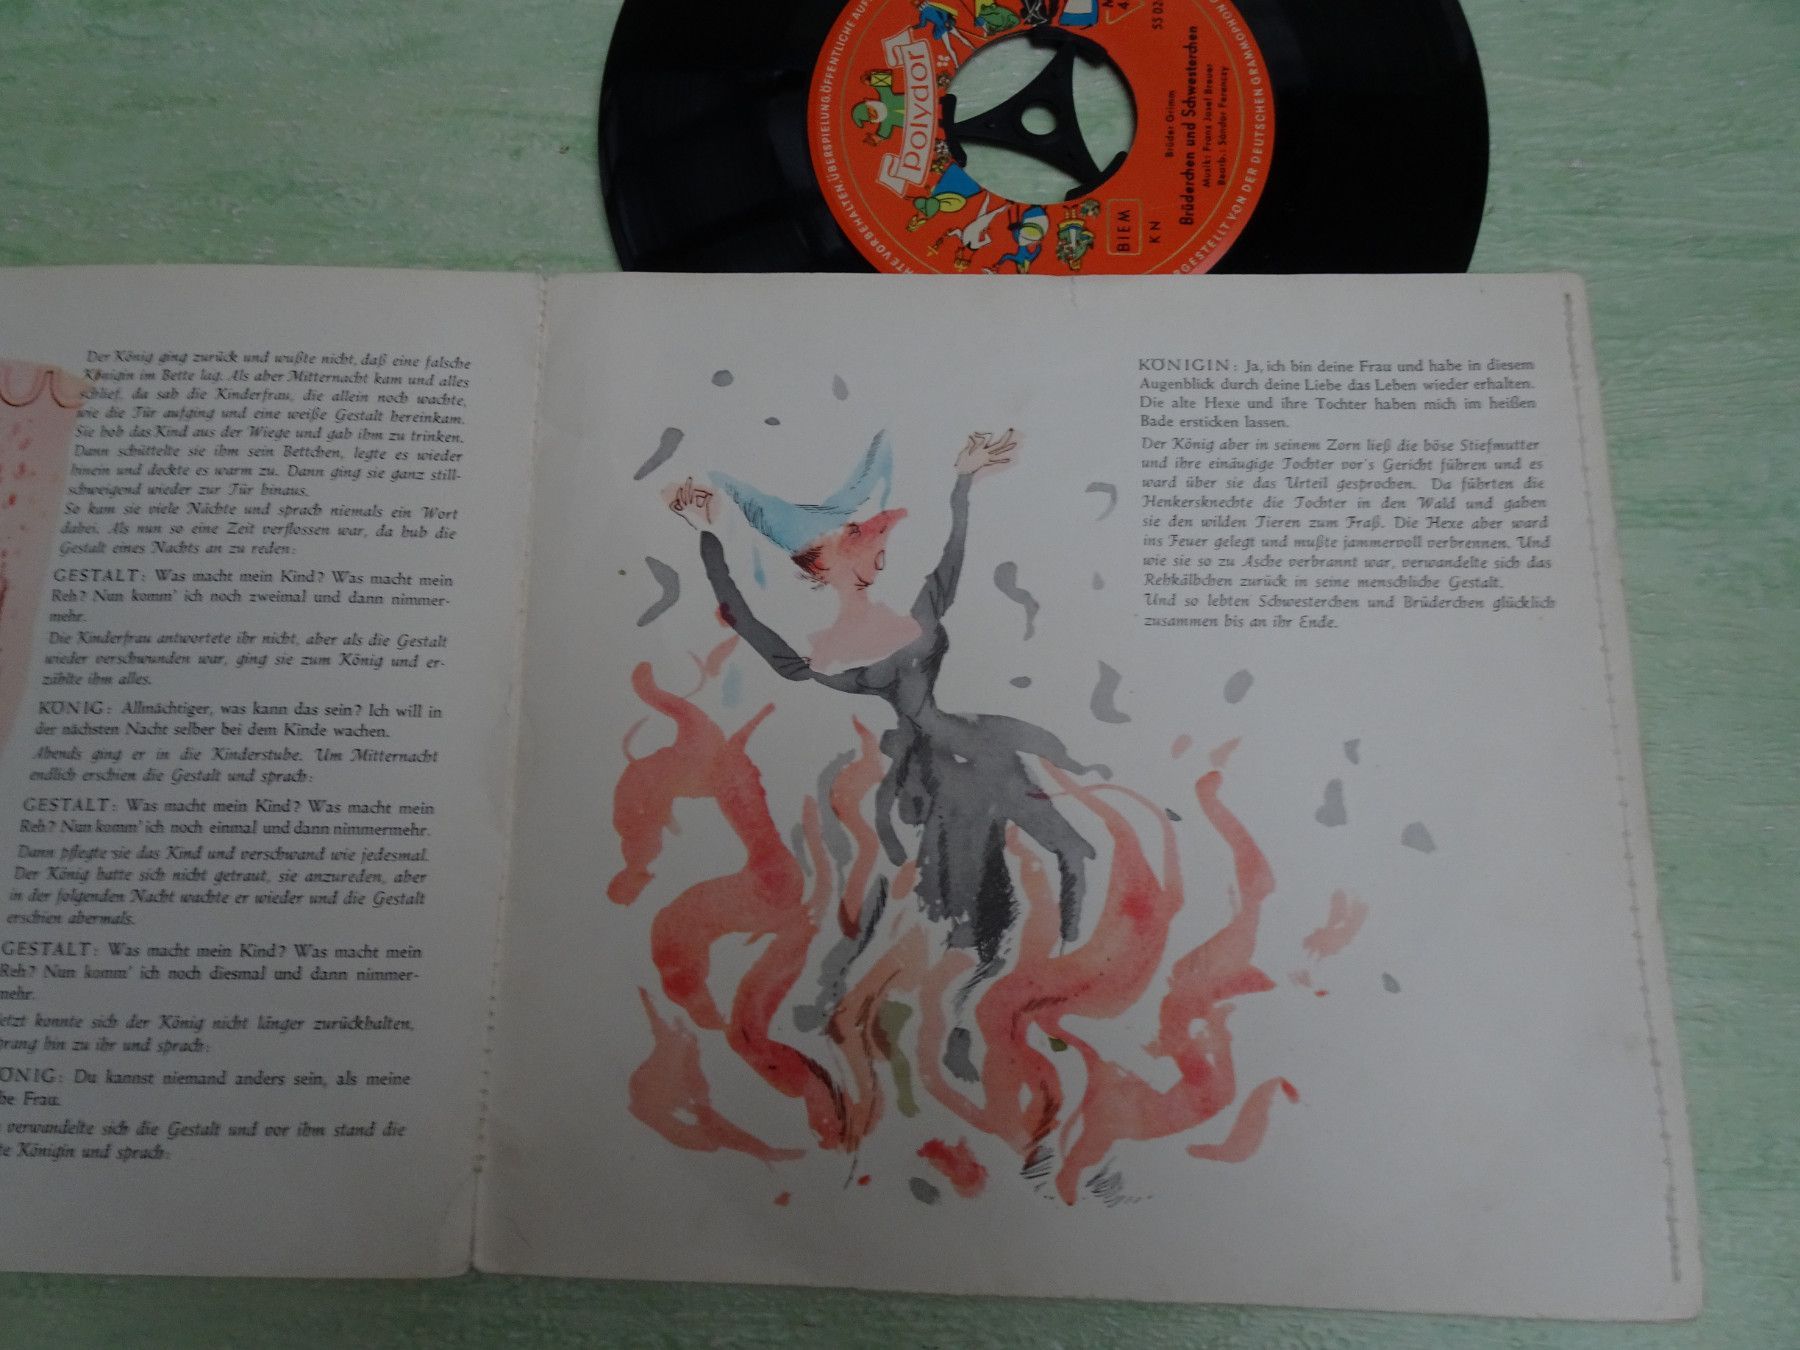 Polydor
BIEM
KN
Brüder Grimm
Brüderchen und Schwesterchen
Musik: Franz Josef Breuer
Bearb.: Sándor Ferenczy
Der König ging zurück und wußte nicht, daß eine falsche
Königin im Bette lag. Als aber Mitternacht kam und alles
schlief, da sah die Kinderfrau, die allein noch wachte,
wie die Tür aufging und eine weiße Gestalt hereinkam.
Sie hob das Kind aus der Wiege und gab ihm zu trinken.
Dann schüttelte sie ihm sein Bettchen, legte es wieder
hinein und deckte es warm zu. Dann ging sie ganz still-
schweigend wieder zur Tür hinaus.
So kam sie viele Nächte und sprach niemals ein Wort
dabei. Als nun so eine Zeit verflossen war, da hub die
Gestalt eines Nachts an zu reden:
GESTALT: Was macht mein Kind? Was macht mein
Reh? Nun komm' ich noch zweimal und dann nimmer-
mehr.
Die Kinderfrau antwortete ihr nicht, aber als die Gestalt
wieder verschwunden war, ging sie zum König und er-
zählte ihm alles.
KÖNIG: Allmächtiger, was kann das sein? Ich will in
der nächsten Nacht selber bei dem Kinde wachen.
Abends ging er in die Kinderstube. Um Mitternacht
endlich erschien die Gestalt und sprach:
GESTALT: Was macht mein Kind? Was macht mein
Reh? Nun komm' ich noch einmal und dann nimmermehr.
Dann pflegte sie das Kind und verschwand wie jedesmal.
Der König hatte sich nicht getraut, sie anzureden, aber
in der folgenden Nacht wachte er wieder und die Gestalt
erschien abermals.
GESTALT: Was macht mein Kind? Was macht mein
Reh? Nun komm' ich noch diesmal und dann nimmer-
mehr.
etzt konnte sich der König nicht länger zurückhalten,
prang hin zu ihr und sprach:
ÖNIG: Du kannst niemand anders sein, als meine
be Frau.
verwandelte sich die Gestalt und vor ihm stand die
te Königin und sprach:
KÖNIGIN: Ja, ich bin deine Frau und habe in diesem
Augenblick durch deine Liebe das Leben wieder erhalten.
Die alte Hexe und ihre Tochter haben mich im heißen
Bade ersticken lassen.
Der König aber in seinem Zorn ließ die böse Stiefmutter
und ihre einäugige Tochter vor's Gericht führen und es
ward über sie das Urteil gesprochen. Da führten die
Henkersknechte die Tochter in den Wald und gaben
sie den wilden Tieren zum Fraß. Die Hexe aber ward
ins Feuer gelegt und mußte jammervoll verbrennen. Und
wie sie so zu Asche verbrannt war, verwandelte sich das
Rehkälbchen zurück in seine menschliche Gestalt.
Und so lebten Schwesterchen und Brüderchen glücklich
zusammen bis an ihr Ende.